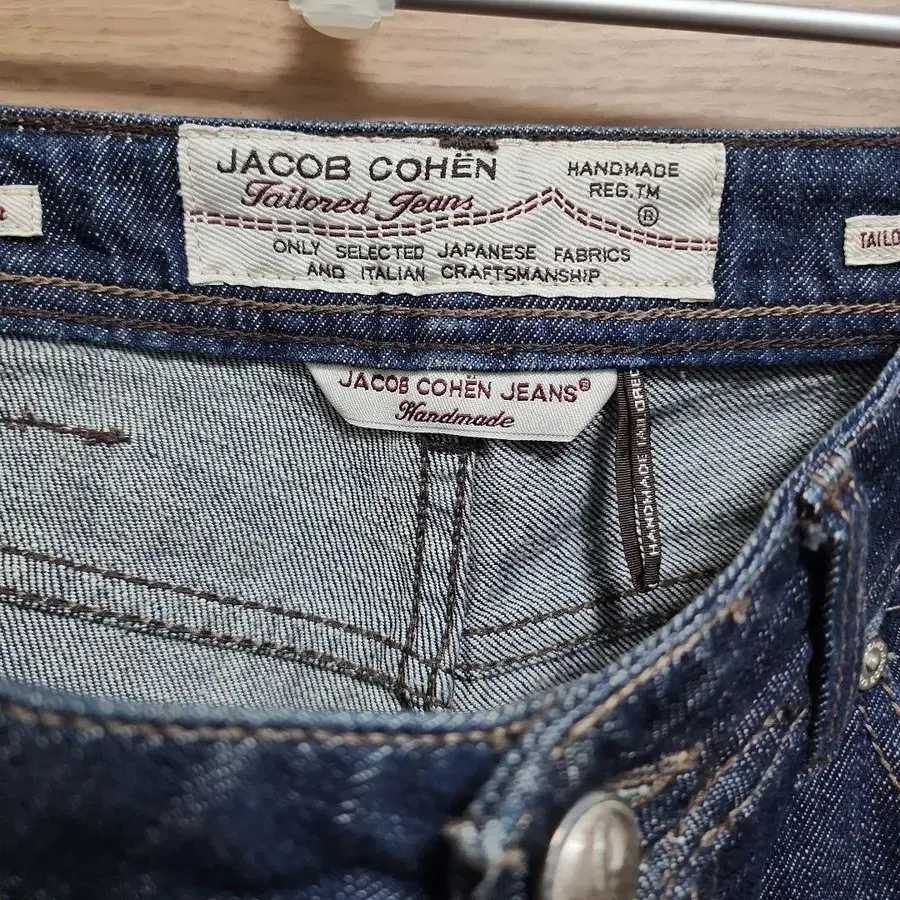 JACOB COHËN
Tailored Jeans
HANDMADE
REG.TM
®
ONLY SELECTED JAPANESE FABRICS
AND ITALIAN CRAFTSMANSHIP
TAILO
JACOB COHËN JEANS®
Handmade
HANDMADE TAILORED